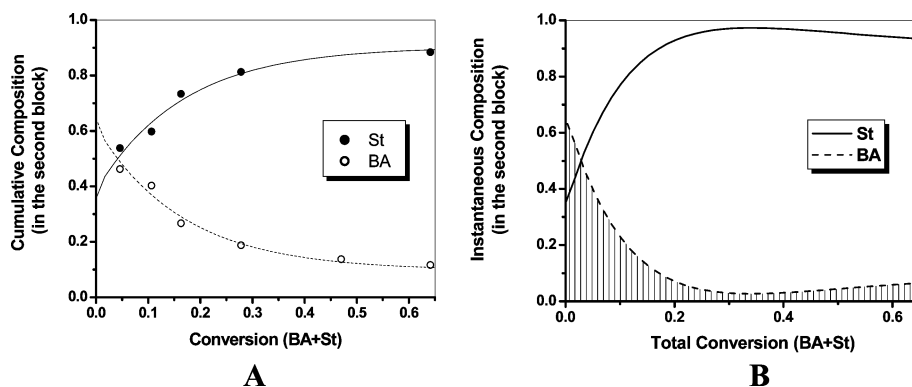 Cumulative Composition
(in the second block)
1.0
0.8
0.6
0.4
0.2
0.0
St
BA
0.0 0.1 0.2 0.3 0.4 0.5 0.6
Conversion (BA+St)
A
Instantaneous Composition
(in the second block)
1.0
0.8
0.6
0.4
0.2
0.0
St
BA
0.0 0.2 0.4 0.6
Total Conversion (BA+St)
B